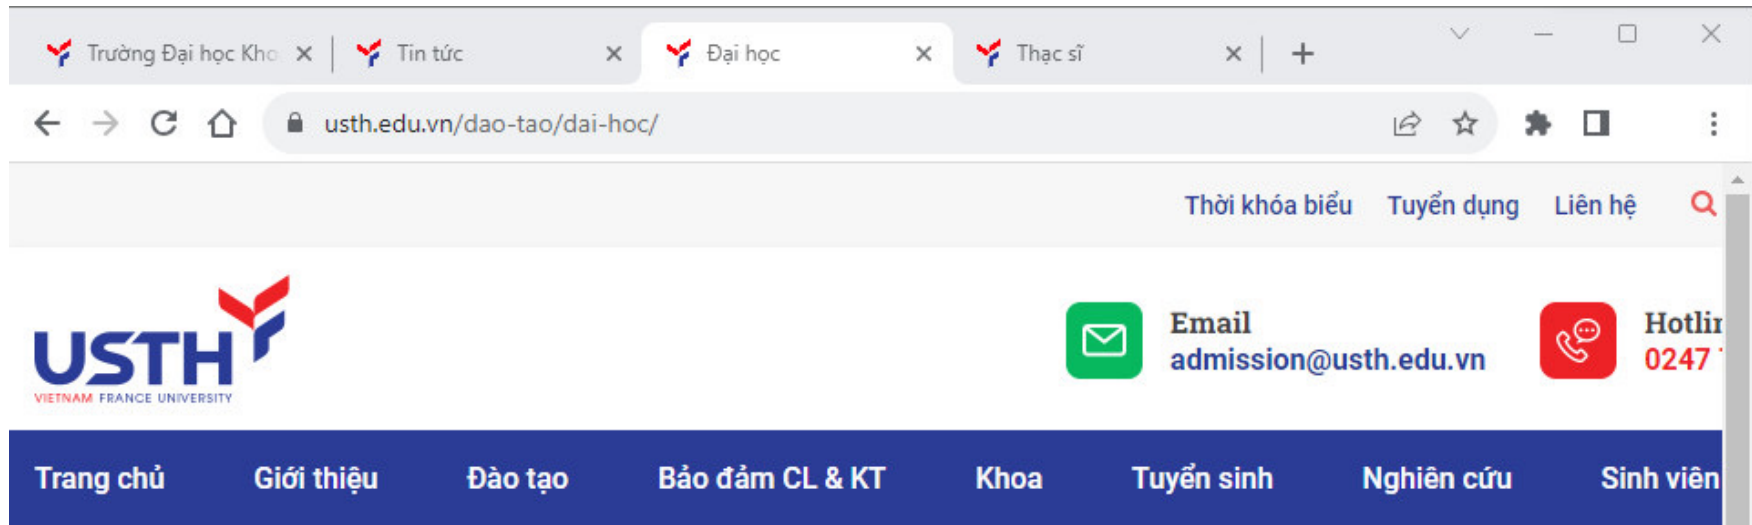 Trường Đại học Kho
Tin tức
Đại học
Thạc sĩ
usth.edu.vn/dao-tao/dai-hoc/
Thời khóa biểu Tuyển dụng Liên hệ
USTH
VIETNAM FRANCE UNIVERSITY
Email
admission@usth.edu.vn
Hotlin
0247
Trang chủ Giới thiệu Đào tạo Bảo đảm CL & KT Khoa Tuyển sinh Nghiên cứu Sinh viên